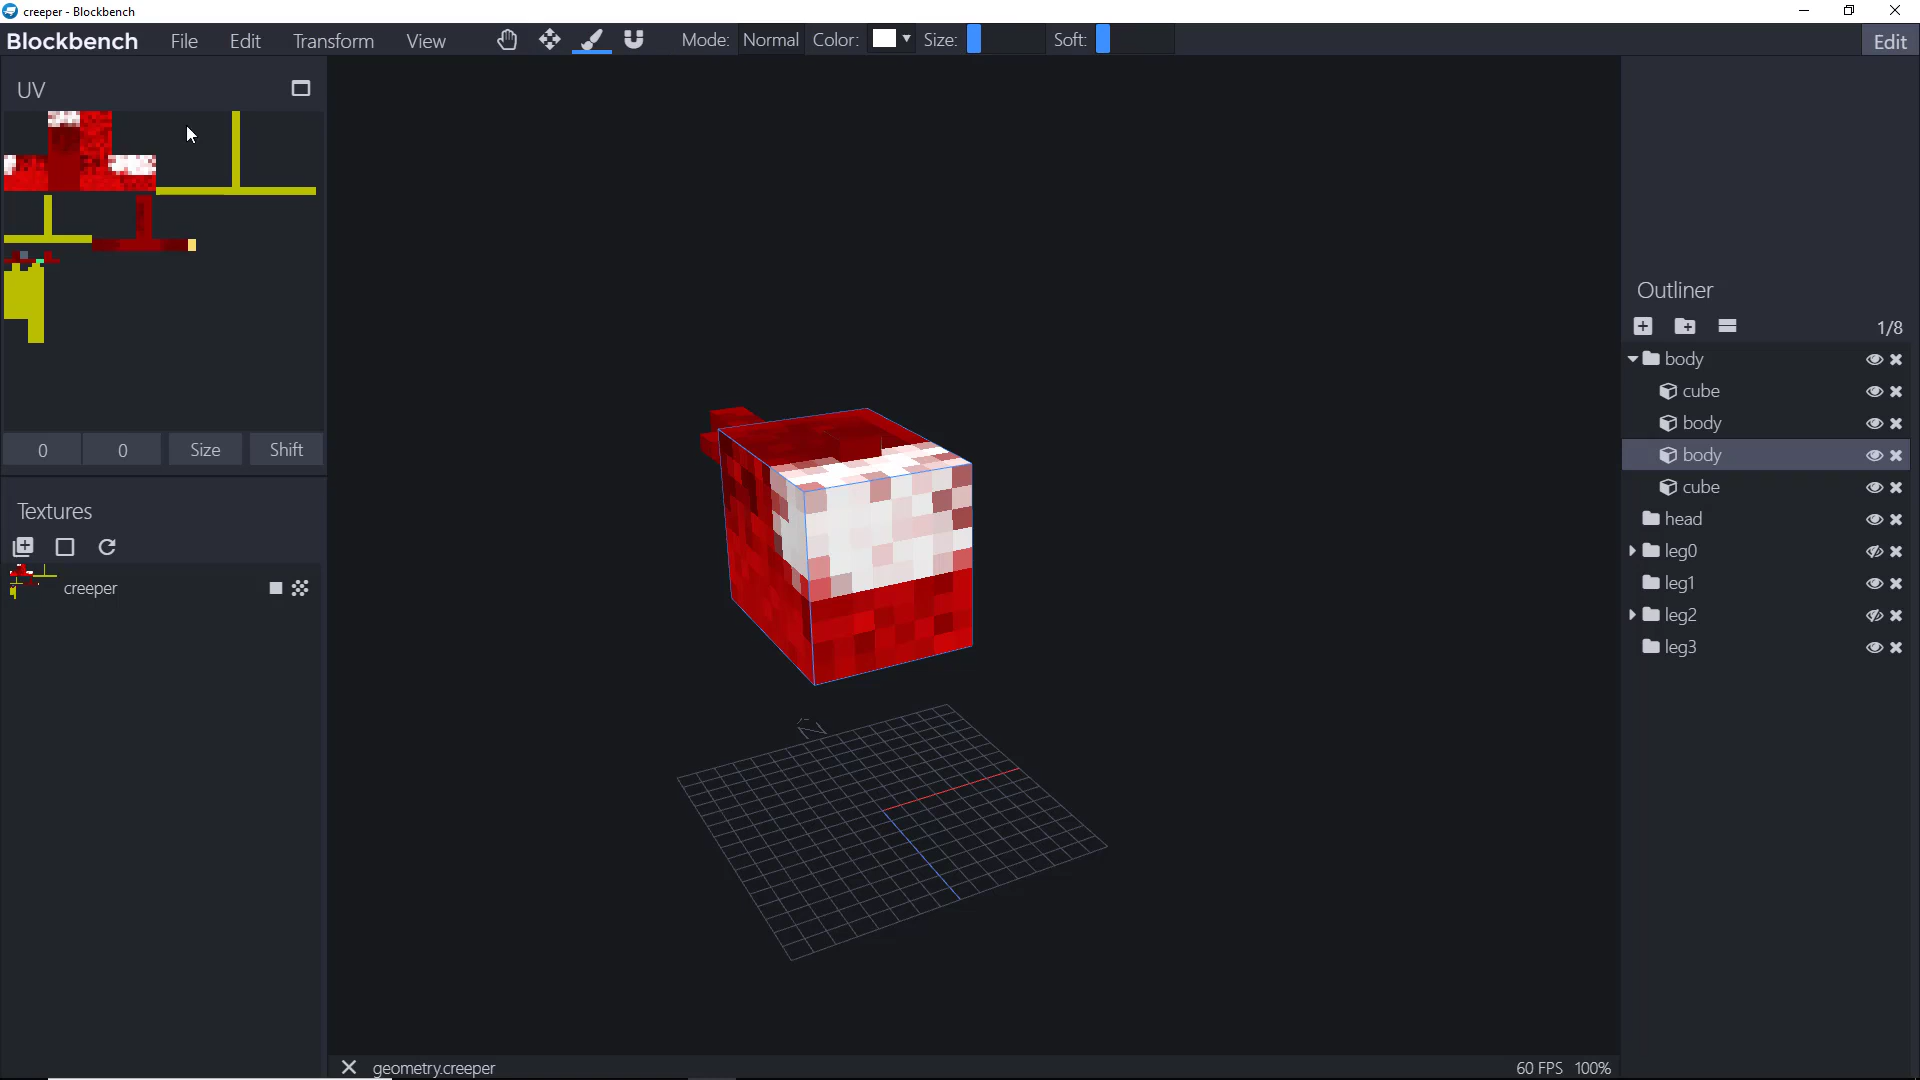 creeper - Blockbench
Blockbench File Edit Transform View Mode: Normal Color: Size: Soft: Edit
UV
0 0 Size Shift
Textures
creeper
Outliner
1/8
body
cube
body
body
cube
head
leg0
leg1
leg2
leg3
N
geometry.creeper 60 FPS 100%